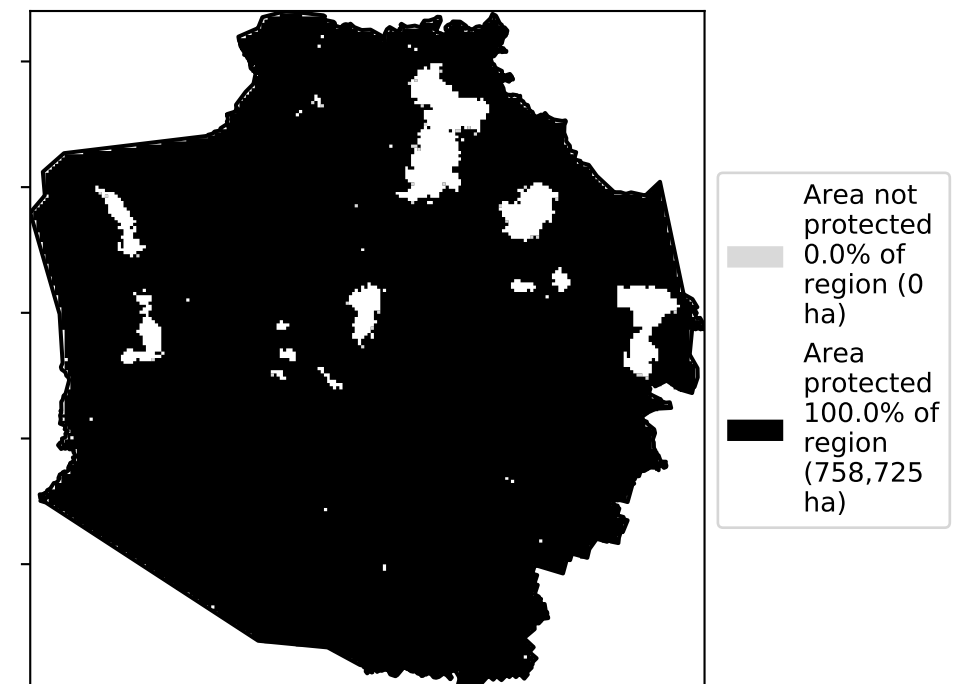 Area not
protected
0.0% of
region (0
ha)
Area
protected
100.0% of
region
(758,725
ha)